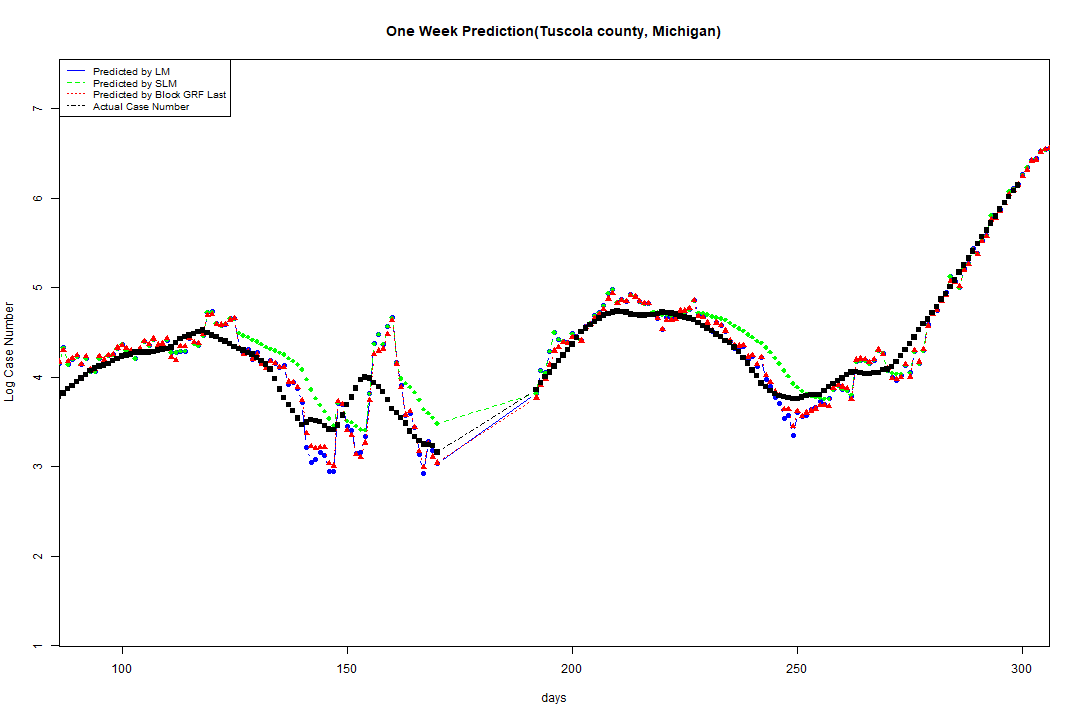 One Week Prediction(Tuscola county, Michigan)
Predicted by LM
Predicted by SLM
Predicted by Block GRF Last
Actual Case Number
Log Case Number
7
6
5
4
3
2
1
100 150 200 250 300
days